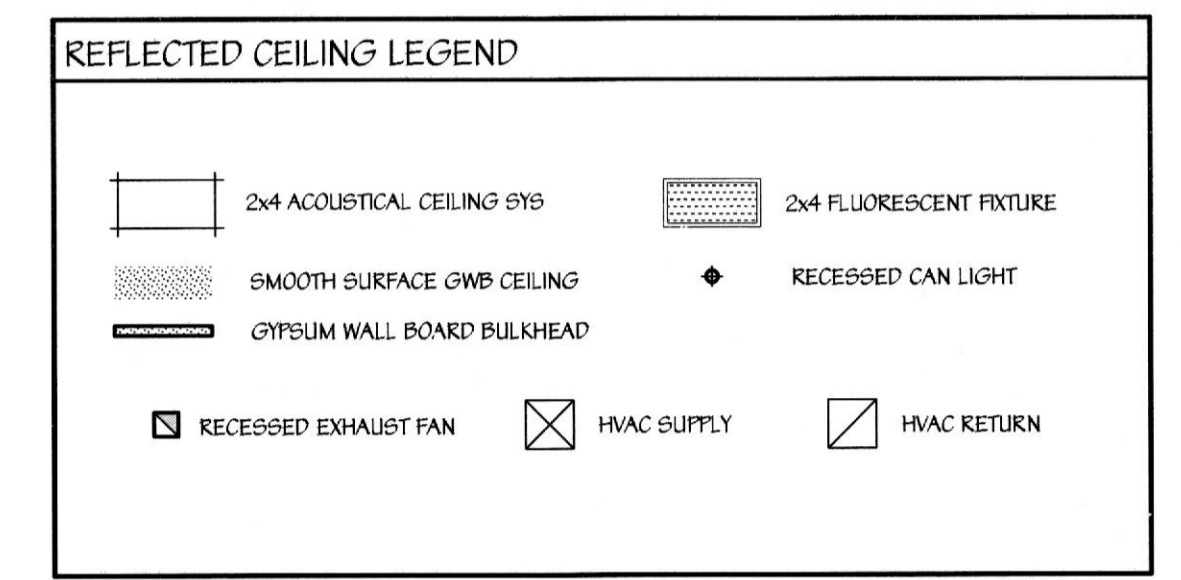 REFLECTED CEILING LEGEND
2x4 ACOUSTICAL CEILING SYS
2x4 FLUORESCENT FIXTURE
SMOOTH SURFACE GWB CEILING
RECESSED CAN LIGHT
GYPSUM WALL BOARD BULKHEAD
RECESSED EXHAUST FAN
HVAC SUPPLY
HVAC RETURN